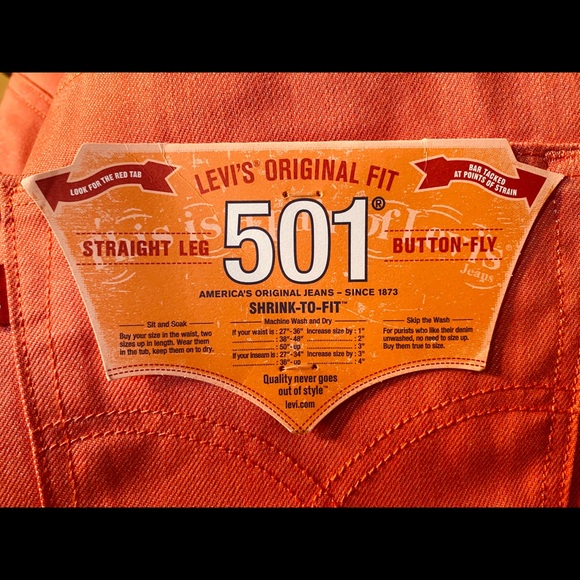 LEVI'S® ORIGINAL FIT
LOOK FOR THE RED TAB
BAR TACKED
AT POINTS OF STRAIN
STRAIGHT LEG
501®
BUTTON-FLY
AMERICA'S ORIGINAL JEANS – SINCE 1873
SHRINK-TO-FIT™
Sit and Soak
Buy your size in the waist, two
sizes up in length. Wear them
in the tub, keep them on to dry.
Machine Wash and Dry
If your waist is : 27"-36" Increase size by : 1"
: 38"-48" : 2"
: 50"-up : 3"
If your inseam is : 27"-34" Increase size by : 3"
: 36"-up : 4"
Skip the Wash
For purists who like their denim
unwashed, no need to size up.
Buy them true to size.
Quality never goes
out of style™
levi.com
Jeans